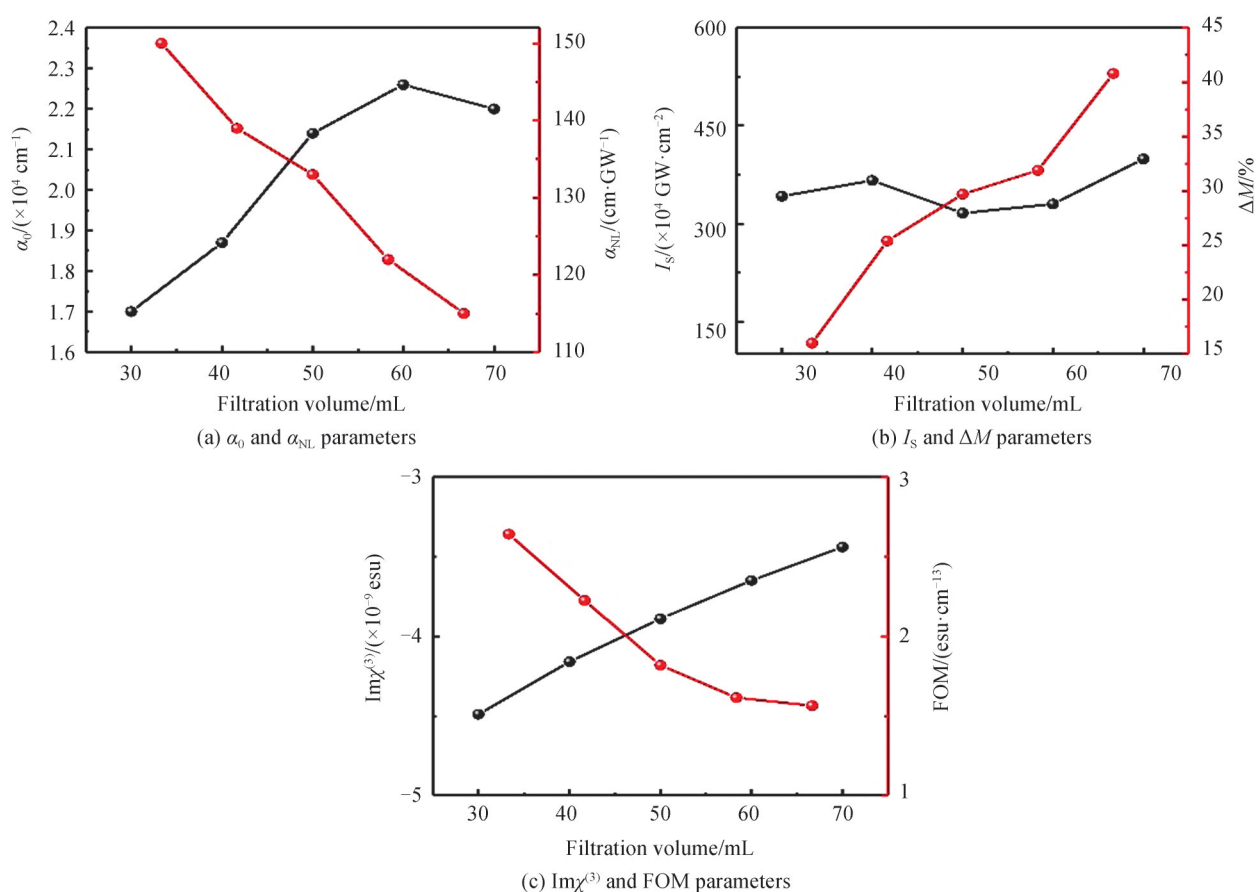 2.4
2.3
2.2
2.1
2.0
1.9
1.8
1.7
1.6
α₀/(×10⁴ cm⁻¹)
150
140
130
120
110
α_NL/(cm·GW⁻¹)
30 40 50 60 70
Filtration volume/mL
(a) α₀ and α_NL parameters
600
450
300
150
I_S/(×10⁴ GW·cm⁻²)
45
40
35
30
25
20
15
ΔM/%
30 40 50 60 70
Filtration volume/mL
(b) I_S and ΔM parameters
−3
−4
−5
Imχ⁽³⁾/(×10⁻⁹ esu)
3
2
1
FOM/(esu·cm⁻¹³)
30 40 50 60 70
Filtration volume/mL
(c) Imχ⁽³⁾ and FOM parameters